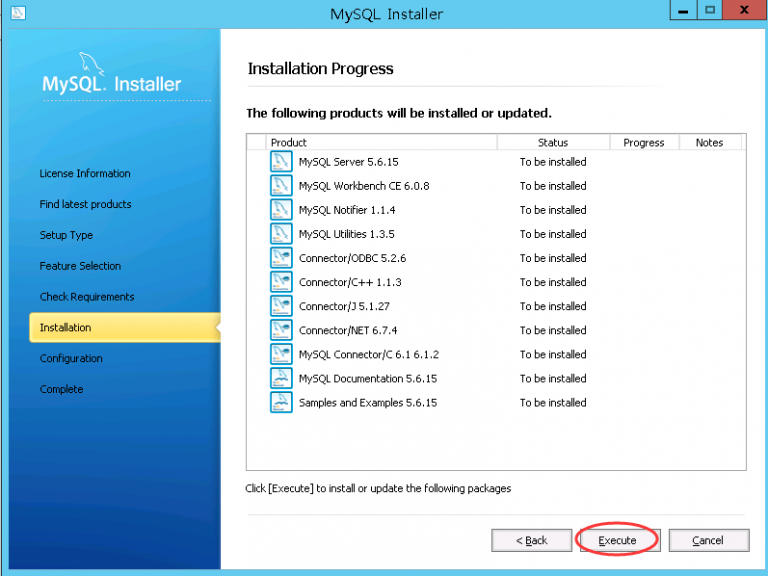 MySQL Installer
MySQL. Installer
License Information
Find latest products
Setup Type
Feature Selection
Check Requirements
Installation
Configuration
Complete
Installation Progress
The following products will be installed or updated.
Product Status Progress Notes
MySQL Server 5.6.15 To be installed
MySQL Workbench CE 6.0.8 To be installed
MySQL Notifier 1.1.4 To be installed
MySQL Utilities 1.3.5 To be installed
Connector/ODBC 5.2.6 To be installed
Connector/C++ 1.1.3 To be installed
Connector/J 5.1.27 To be installed
Connector/NET 6.7.4 To be installed
MySQL Connector/C 6.1 6.1.2 To be installed
MySQL Documentation 5.6.15 To be installed
Samples and Examples 5.6.15 To be installed
Click [Execute] to install or update the following packages
< Back Execute Cancel